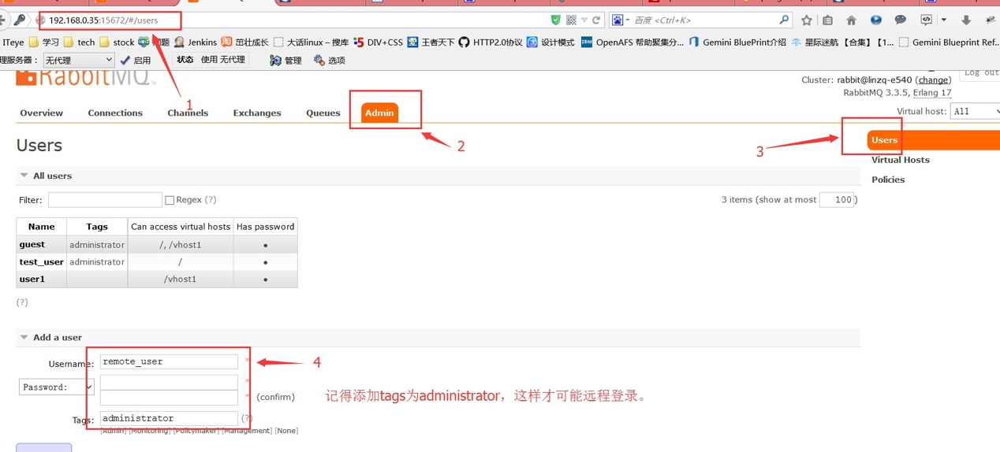 192.168.0.35:15672/#/users
百度 <Ctrl+K>
ITeye 学习 tech stock 问题 Jenkins 茁壮成长 大话linux – 搜库 DIV+CSS 王者天下 HTTP2.0协议 设计模式 OpenAFS 帮助聚集分... Gemini BluePrint介绍 星际迷航 【合集】【1... Gemini Blueprint Ref...
理服务器： 无代理 启用 状态 使用 无代理 管理 选项
RabbitMQ
Log out
Cluster: rabbit@linzq-e540 (change)
RabbitMQ 3.3.5, Erlang 17
1
Overview Connections Channels Exchanges Queues Admin
Virtual host: All
2
3
Users
Users
Virtual Hosts
Policies
All users
Filter: Regex (?)
3 items (show at most 100 )
Name Tags Can access virtual hosts Has password
guest administrator /, /vhost1 •
test_user administrator / •
user1 /vhost1 •
(?)
Add a user
Username: remote_user *
4
Password: *
* (confirm)
记得添加tags为administrator，这样才可能远程登录。
Tags: administrator (?)
[Admin] [Monitoring] [Policymaker] [Management] [None]